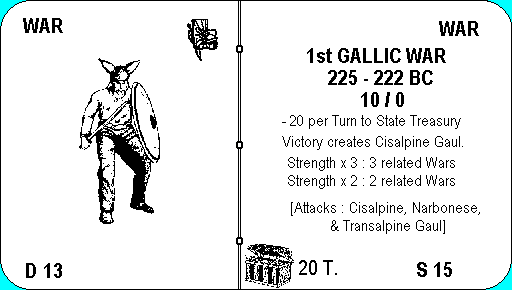 WAR
D 13
WAR
1st GALLIC WAR
225 - 222 BC
10 / 0
- 20 per Turn to State Treasury
Victory creates Cisalpine Gaul.
Strength x 3 : 3 related Wars
Strength x 2 : 2 related Wars
[Attacks : Cisalpine, Narbonese,
& Transalpine Gaul]
20 T.
S 15